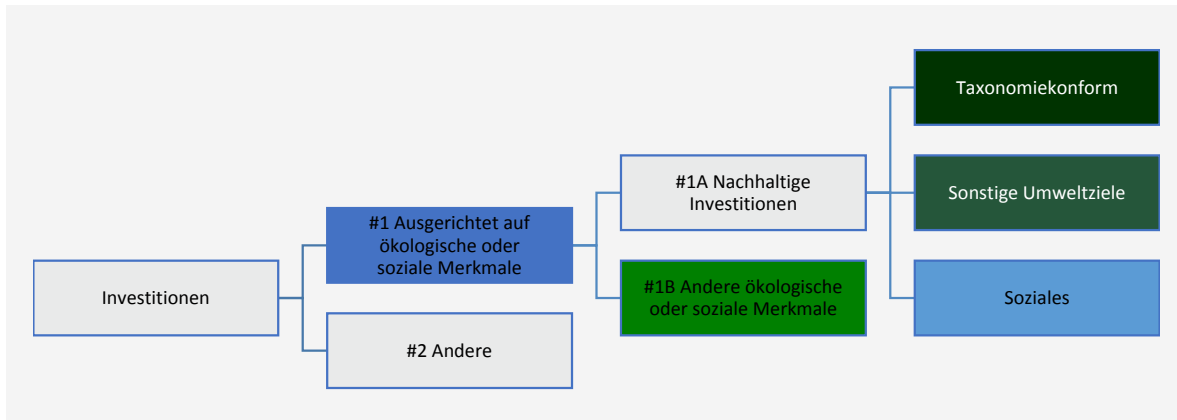 Investitionen
#1 Ausgerichtet auf
ökologische oder
soziale Merkmale
#2 Andere
#1A Nachhaltige
Investitionen
#1B Andere ökologische
oder soziale Merkmale
Taxonomiekonform
Sonstige Umweltziele
Soziales